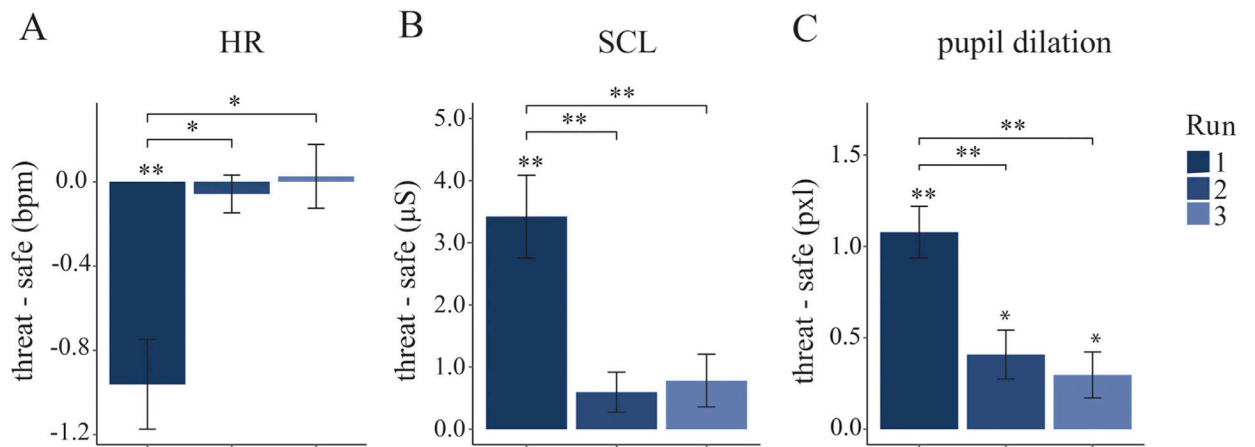 A
HR
threat - safe (bpm)
0.0
-0.4
-0.8
-1.2
*
*
**
B
SCL
threat - safe (µS)
5.0
4.0
3.0
2.0
1.0
0.0
**
**
**
C
pupil dilation
threat - safe (pxl)
1.5
1.0
0.5
0.0
**
**
**
*
*
Run
1
2
3